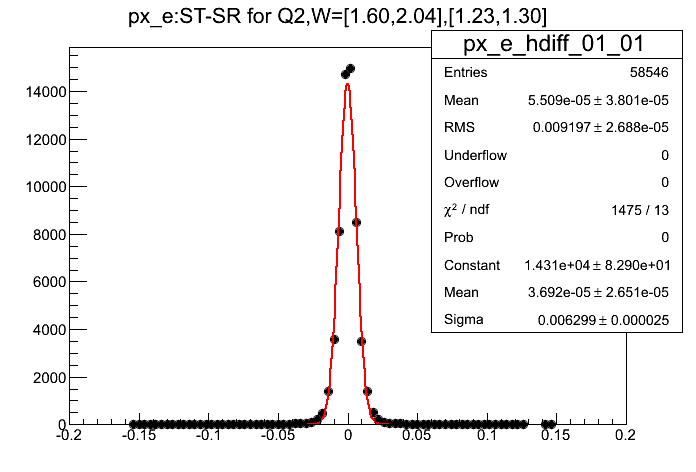 px_e:ST-SR for Q2,W=[1.60,2.04],[1.23,1.30]
px_e_hdiff_01_01
Entries 58546
Mean 5.509e-05 ± 3.801e-05
RMS 0.009197 ± 2.688e-05
Underflow 0
Overflow 0
χ² / ndf 1475 / 13
Prob 0
Constant 1.431e+04 ± 8.290e+01
Mean 3.692e-05 ± 2.651e-05
Sigma 0.006299 ± 0.000025
14000
12000
10000
8000
6000
4000
2000
0
-0.2 -0.15 -0.1 -0.05 0 0.05 0.1 0.15 0.2